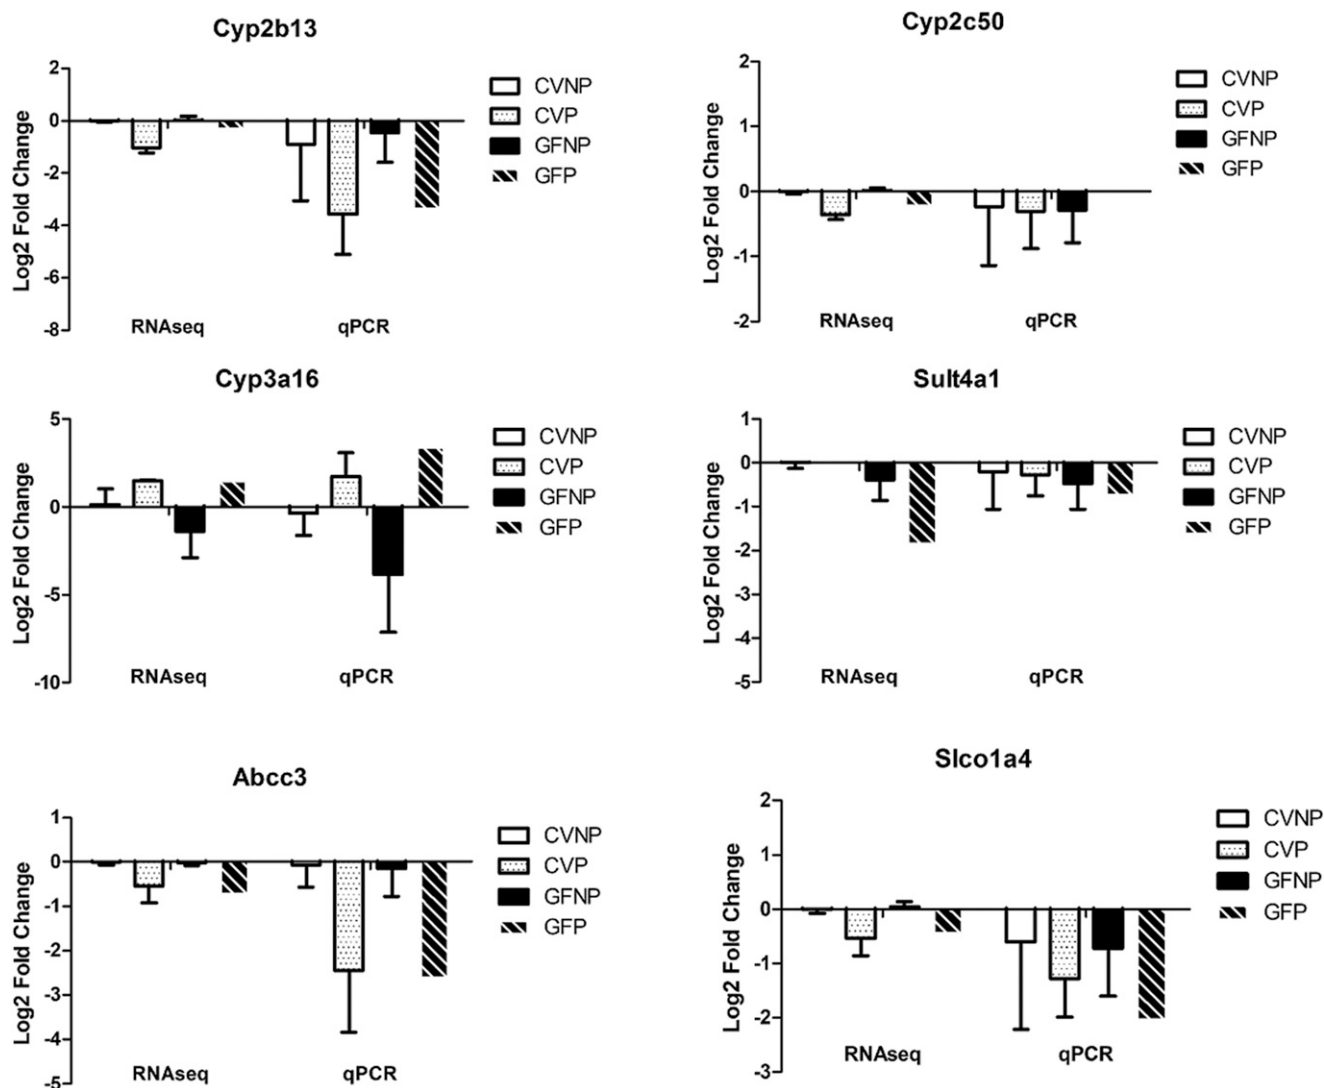 Cyp2b13
Log2 Fold Change
2
0
-2
-4
-6
-8
RNAseq
qPCR
CVNP
CVP
GFNP
GFP
Cyp2c50
Log2 Fold Change
2
1
0
-1
-2
RNAseq
qPCR
CVNP
CVP
GFNP
GFP
Cyp3a16
Log2 Fold Change
5
0
-5
-10
RNAseq
qPCR
CVNP
CVP
GFNP
GFP
Sult4a1
Log2 Fold Change
1
0
-1
-2
-3
-4
-5
RNAseq
qPCR
CVNP
CVP
GFNP
GFP
Abcc3
Log2 Fold Change
1
0
-1
-2
-3
-4
-5
RNAseq
qPCR
CVNP
CVP
GFNP
GFP
Slco1a4
Log2 Fold Change
2
1
0
-1
-2
-3
RNAseq
qPCR
CVNP
CVP
GFNP
GFP